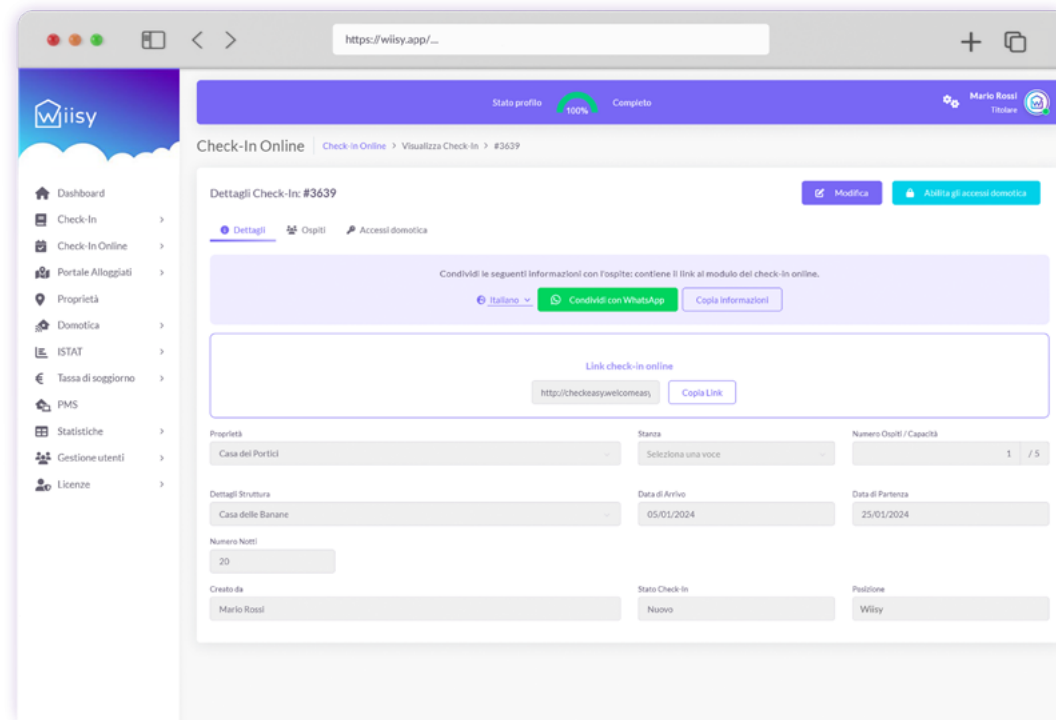 https://wiisy.app/...
Wiisy
Stato profilo 100% Completo
Mario Rossi
Titolare
Check-In Online Check-In Online > Visualizza Check-In > #3639
Dashboard
Check-In
Check-In Online
Portale Alloggiati
Proprietà
Domotica
ISTAT
Tassa di soggiorno
PMS
Statistiche
Gestione utenti
Licenze
Dettagli Check-In: #3639
Modifica
Abilita gli accessi domotica
Dettagli Ospiti Accessi domotica
Condividi le seguenti informazioni con l'ospite: contiene il link al modulo del check-in online.
Italiano Condividi con WhatsApp Copia informazioni
Link check-in online
http://checkeasy.welcomeasy Copia Link
Proprietà Stanza Numero Ospiti / Capacità
Casa dei Portici Seleziona una voce 1 / 5
Dettagli Struttura Data di Arrivo Data di Partenza
Casa delle Banane 05/01/2024 25/01/2024
Numero Notti
20
Creato da Stato Check-In Posizione
Mario Rossi Nuovo Wiisy